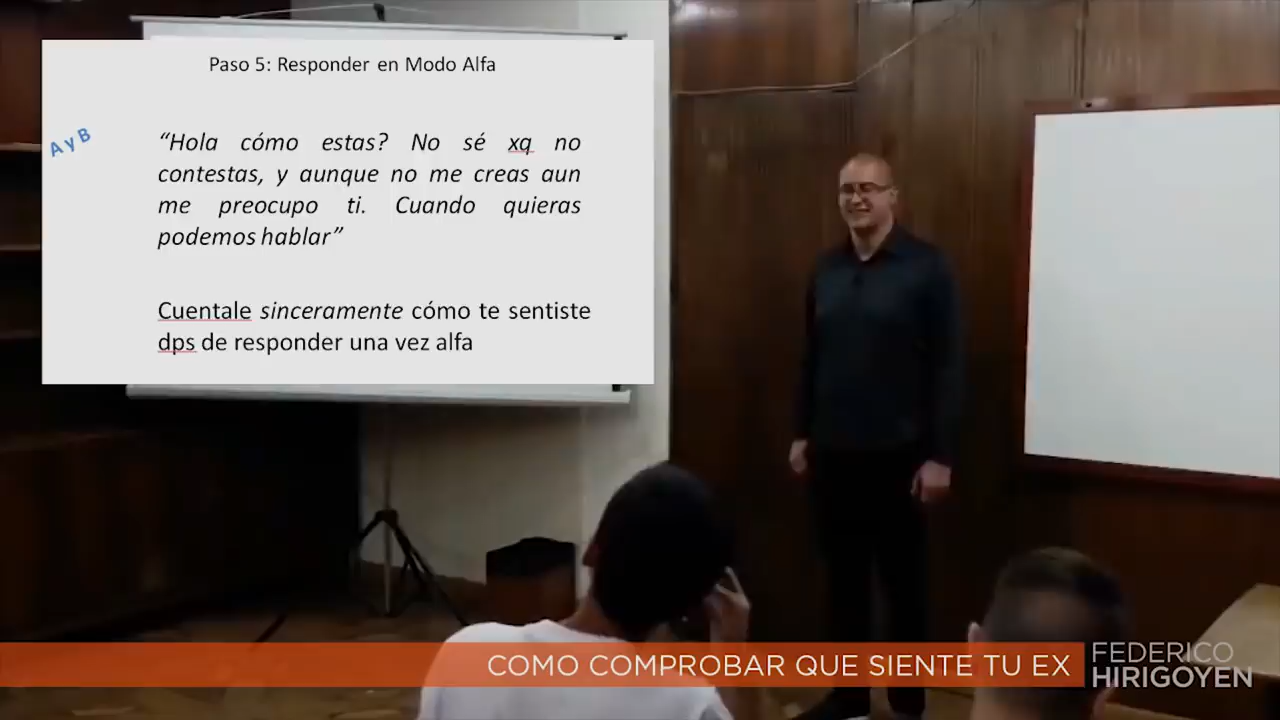 Paso 5: Responder en Modo Alfa
A y B
“Hola cómo estas? No sé xq no
contestas, y aunque no me creas aun
me preocupo ti. Cuando quieras
podemos hablar”
Cuentale sinceramente cómo te sentiste
dps de responder una vez alfa
COMO COMPROBAR QUE SIENTE TU EX
FEDERICO
HIRIGOYEN